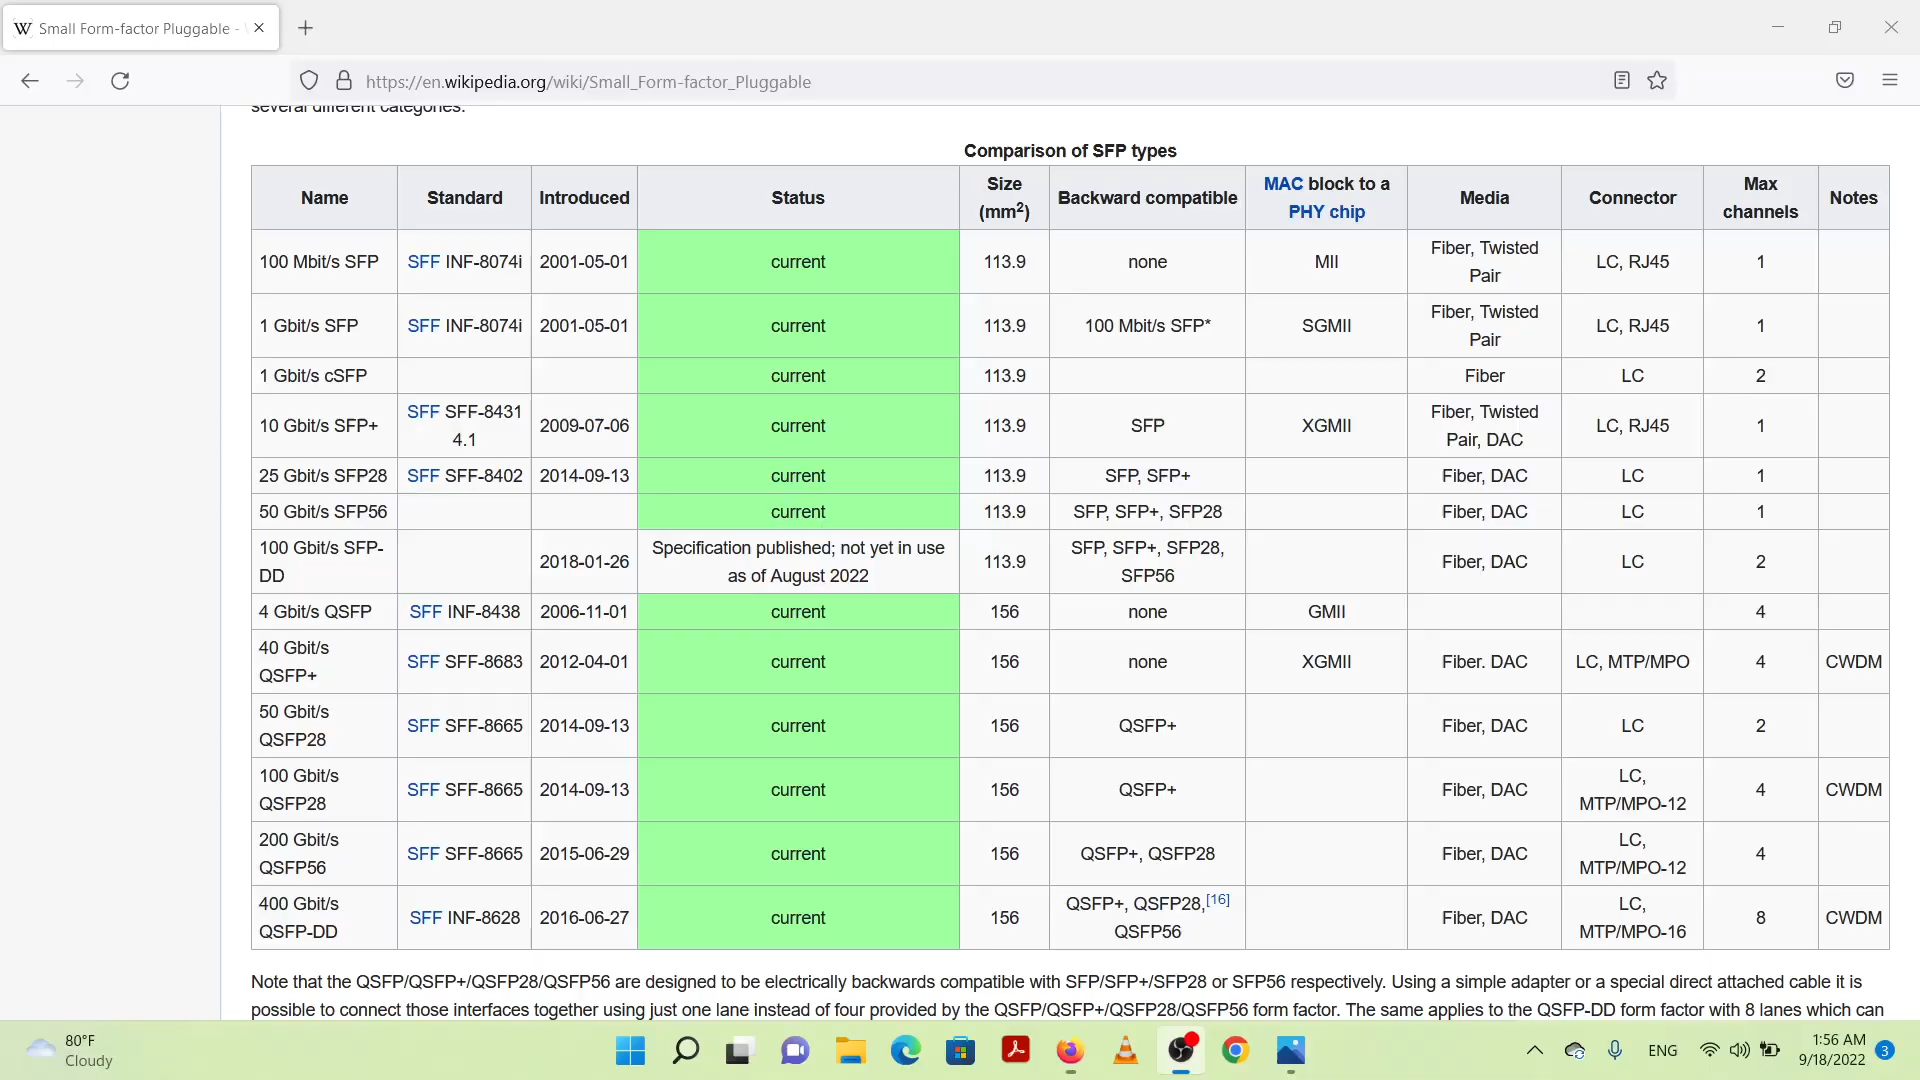 Small Form-factor Pluggable -
https://en.wikipedia.org/wiki/Small_Form-factor_Pluggable
several different categories.
Comparison of SFP types
Name Standard Introduced Status Size (mm2) Backward compatible MAC block to a PHY chip Media Connector Max channels Notes
100 Mbit/s SFP SFF INF-8074i 2001-05-01 current 113.9 none MII Fiber, Twisted Pair LC, RJ45 1
1 Gbit/s SFP SFF INF-8074i 2001-05-01 current 113.9 100 Mbit/s SFP* SGMII Fiber, Twisted Pair LC, RJ45 1
1 Gbit/s cSFP current 113.9 Fiber LC 2
10 Gbit/s SFP+ SFF SFF-8431 4.1 2009-07-06 current 113.9 SFP XGMII Fiber, Twisted Pair, DAC LC, RJ45 1
25 Gbit/s SFP28 SFF SFF-8402 2014-09-13 current 113.9 SFP, SFP+ Fiber, DAC LC 1
50 Gbit/s SFP56 current 113.9 SFP, SFP+, SFP28 Fiber, DAC LC 1
100 Gbit/s SFP-DD 2018-01-26 Specification published; not yet in use as of August 2022 113.9 SFP, SFP+, SFP28, SFP56 Fiber, DAC LC 2
4 Gbit/s QSFP SFF INF-8438 2006-11-01 current 156 none GMII 4
40 Gbit/s QSFP+ SFF SFF-8683 2012-04-01 current 156 none XGMII Fiber. DAC LC, MTP/MPO 4 CWDM
50 Gbit/s QSFP28 SFF SFF-8665 2014-09-13 current 156 QSFP+ Fiber, DAC LC 2
100 Gbit/s QSFP28 SFF SFF-8665 2014-09-13 current 156 QSFP+ Fiber, DAC LC, MTP/MPO-12 4 CWDM
200 Gbit/s QSFP56 SFF SFF-8665 2015-06-29 current 156 QSFP+, QSFP28 Fiber, DAC LC, MTP/MPO-12 4
400 Gbit/s QSFP-DD SFF INF-8628 2016-06-27 current 156 QSFP+, QSFP28,[16] QSFP56 Fiber, DAC LC, MTP/MPO-16 8 CWDM
Note that the QSFP/QSFP+/QSFP28/QSFP56 are designed to be electrically backwards compatible with SFP/SFP+/SFP28 or SFP56 respectively. Using a simple adapter or a special direct attached cable it is
possible to connect those interfaces together using just one lane instead of four provided by the QSFP/QSFP+/QSFP28/QSFP56 form factor. The same applies to the QSFP-DD form factor with 8 lanes which can
80°F
Cloudy
ENG
1:56 AM
9/18/2022
3